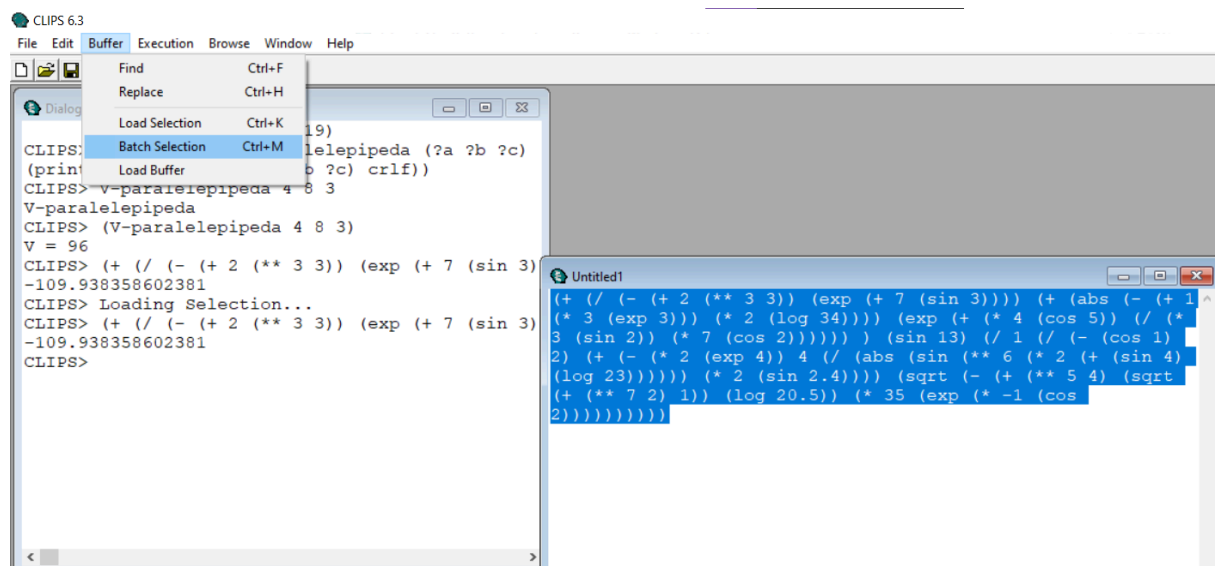 CLIPS 6.3
File Edit Buffer Execution Browse Window Help
Find Ctrl+F
Replace Ctrl+H
Load Selection Ctrl+K
Batch Selection Ctrl+M
Load Buffer
Dialog
19)
CLIPS> lelepipeda (?a ?b ?c)
(print b ?c) crlf))
CLIPS> V-paralelepipeda 4 8 3
V-paralelepipeda
CLIPS> (V-paralelepipeda 4 8 3)
V = 96
CLIPS> (+ (/ (- (+ 2 (** 3 3)) (exp (+ 7 (sin 3)
-109.938358602381
CLIPS> Loading Selection...
CLIPS> (+ (/ (- (+ 2 (** 3 3)) (exp (+ 7 (sin 3)
-109.938358602381
CLIPS>
Untitled1
(+ (/ (- (+ 2 (** 3 3)) (exp (+ 7 (sin 3)))) (+ (abs (- (+ 1
(* 3 (exp 3))) (* 2 (log 34)))) (exp (+ (* 4 (cos 5)) (/ (*
3 (sin 2)) (* 7 (cos 2)))))) ) (sin 13) (/ 1 (/ (- (cos 1)
2) (+ (- (* 2 (exp 4)) 4 (/ (abs (sin (** 6 (* 2 (+ (sin 4)
(log 23)))))) (* 2 (sin 2.4)))) (sqrt (- (+ (** 5 4) (sqrt
(+ (** 7 2) 1)) (log 20.5)) (* 35 (exp (* -1 (cos
2))))))))))